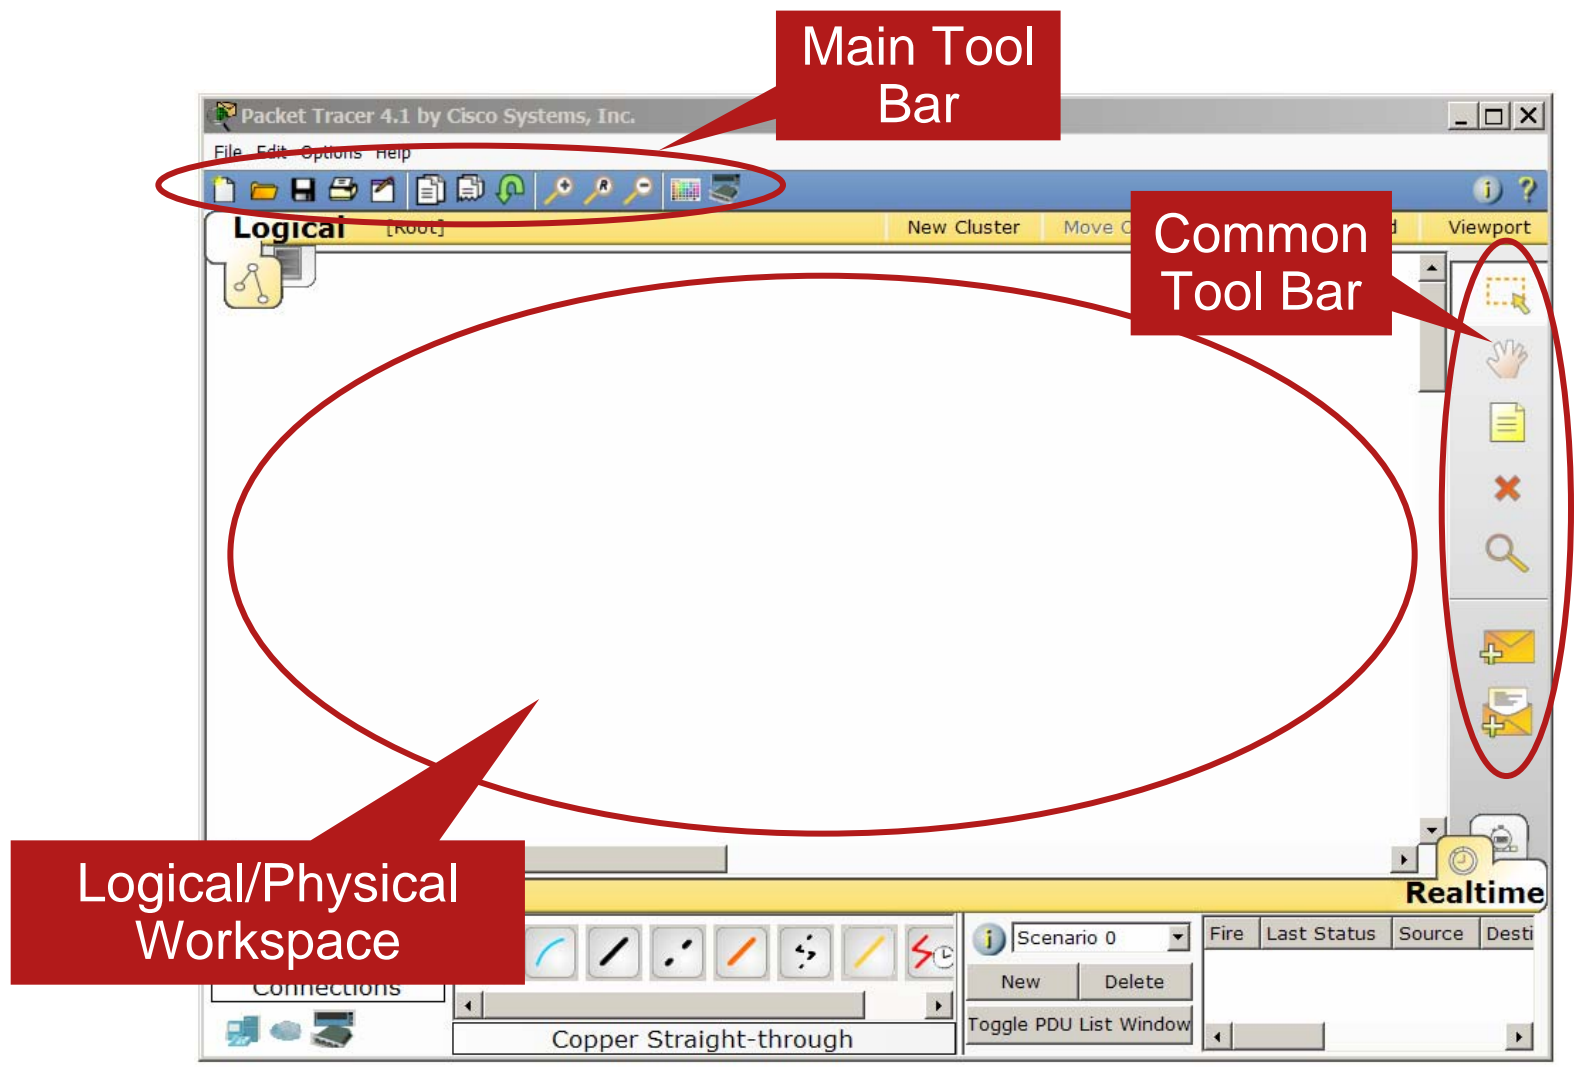 Main Tool
Bar
Packet Tracer 4.1 by Cisco Systems, Inc.
File Edit Options Help
Logical [Root] New Cluster Move Viewport
Common
Tool Bar
Logical/Physical
Workspace
Realtime
Scenario 0
Fire Last Status Source Desti
New Delete
Connections
Toggle PDU List Window
Copper Straight-through